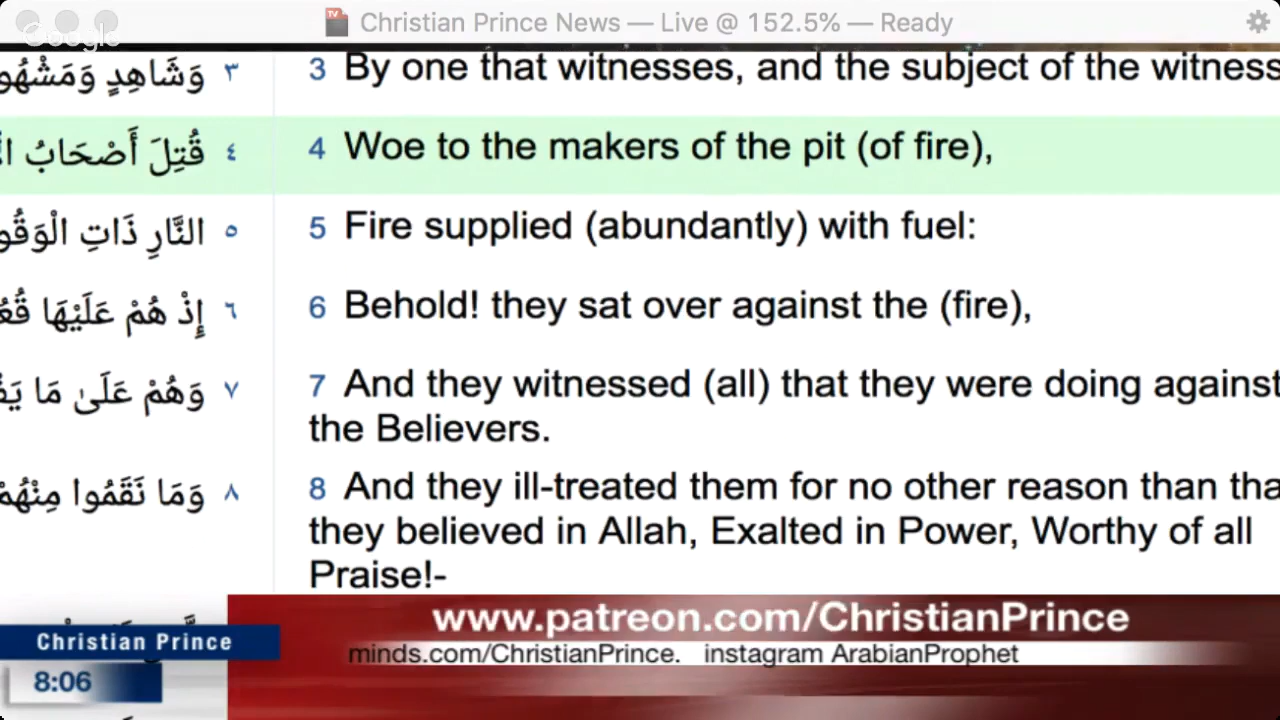 Christian Prince News — Live @ 152.5% — Ready
Google
وَشَاهِدٍ ٣
3 By one that witnesses, and the subject of the witness
قُتِلَ أَصْحَابُ ٤
4 Woe to the makers of the pit (of fire),
النَّارِ ذَاتِ ٥
5 Fire supplied (abundantly) with fuel:
إِذْ هُمْ عَلَيْهَا ٦
6 Behold! they sat over against the (fire),
وَهُمْ عَلَىٰ مَا ٧
7 And they witnessed (all) that they were doing against
the Believers.
وَمَا نَقَمُوا ٨
8 And they ill-treated them for no other reason than
they believed in Allah, Exalted in Power, Worthy of all
Praise!-
www.patreon.com/ChristianPrince
Christian Prince
minds.com/ChristianPrince. instagram ArabianProphet
8:06